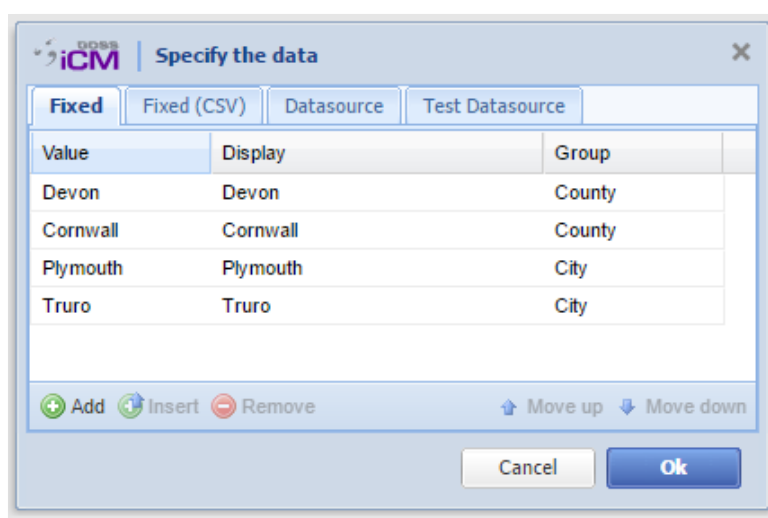 GOSS iCM Specify the data
Fixed Fixed (CSV) Datasource Test Datasource
Value Display Group
Devon Devon County
Cornwall Cornwall County
Plymouth Plymouth City
Truro Truro City
Add Insert Remove Move up Move down
Cancel Ok